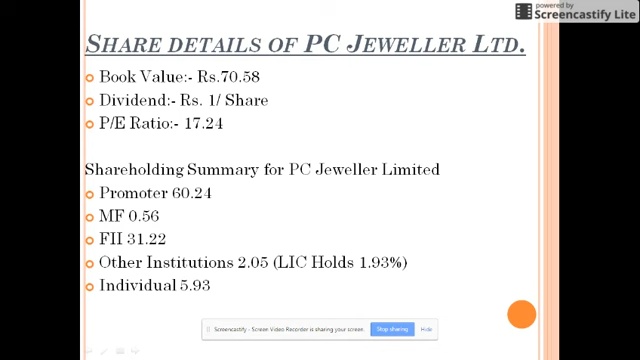 powered by
Screencastify Lite
SHARE DETAILS OF PC JEWELLER LTD.
Book Value:- Rs.70.58
Dividend:- Rs. 1/ Share
P/E Ratio:- 17.24
Shareholding Summary for PC Jeweller Limited
Promoter 60.24
MF 0.56
FII 31.22
Other Institutions 2.05 (LIC Holds 1.93%)
Individual 5.93
Screencastify - Screen Video Recorder is sharing your screen. Stop sharing Hide